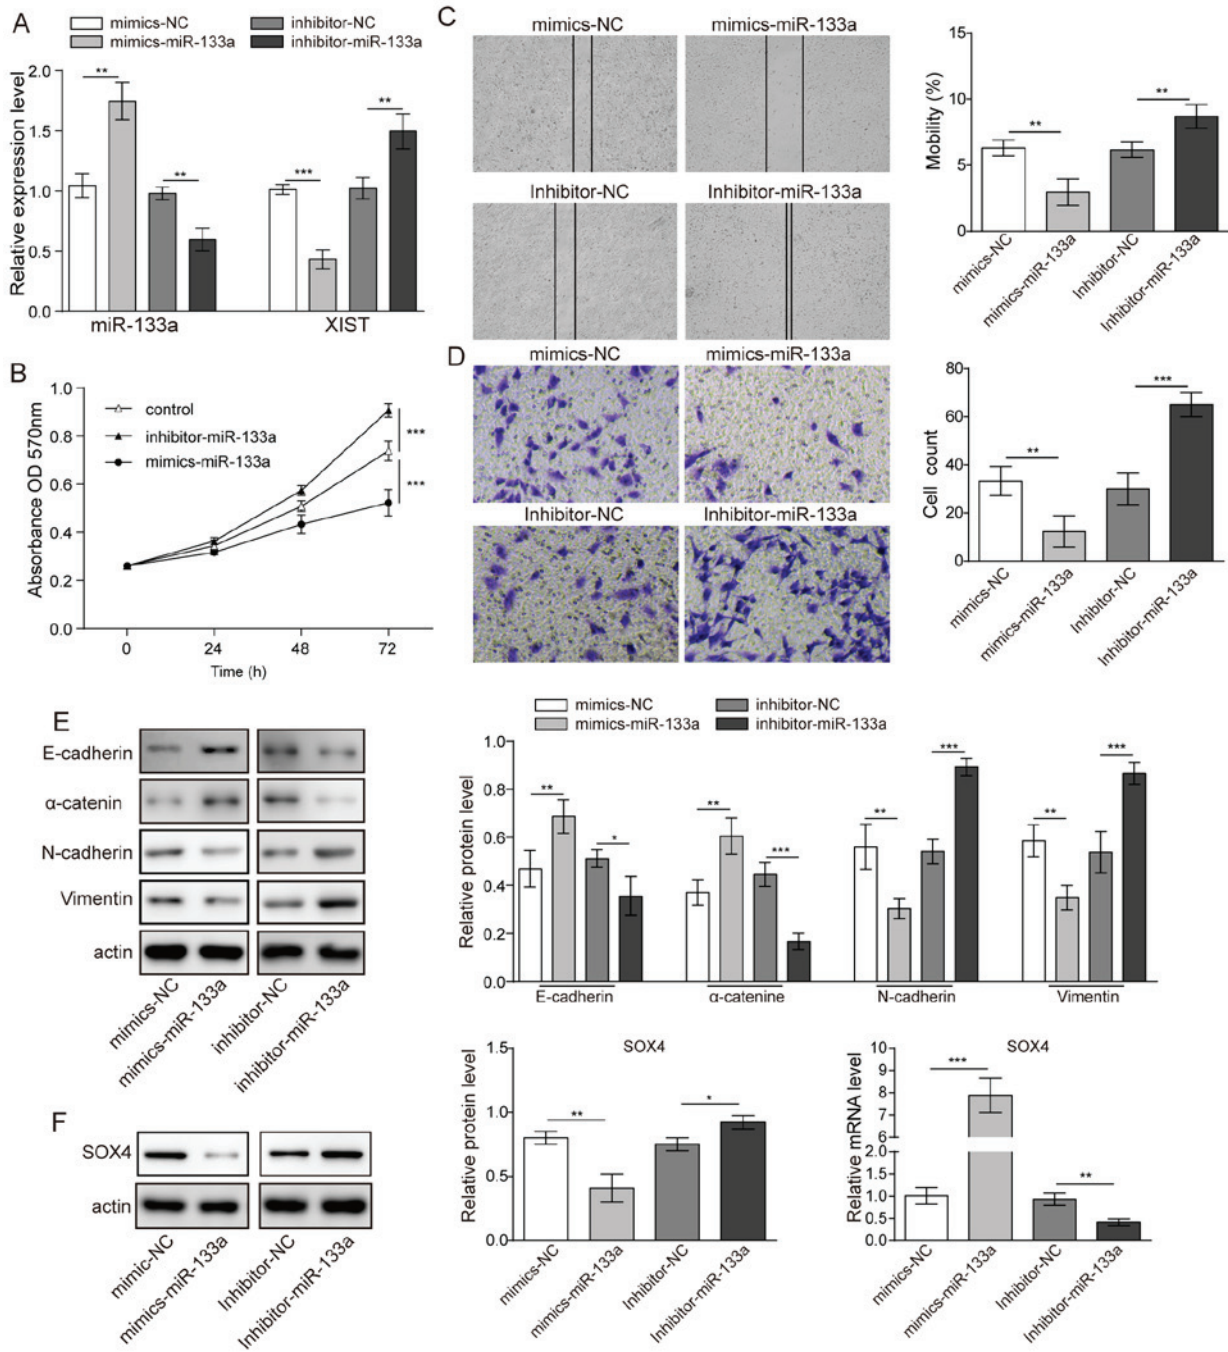 A
mimics-NC
inhibitor-NC
mimics-miR-133a
inhibitor-miR-133a
Relative expression level
2.0
1.5
1.0
0.5
0.0
**
**
***
**
miR-133a
XIST
B
Absorbance OD 570nm
1.0
0.8
0.6
0.4
0.2
0.0
control
inhibitor-miR-133a
mimics-miR-133a
***
***
0
24
48
72
Time (h)
C
mimics-NC
mimics-miR-133a
Inhibitor-NC
Inhibitor-miR-133a
Mobility (%)
15
10
5
0
**
**
mimics-NC
mimics-miR-133a
Inhibitor-NC
Inhibitor-miR-133a
D
mimics-NC
mimics-miR-133a
Inhibitor-NC
Inhibitor-miR-133a
Cell count
80
60
40
20
0
**
***
mimics-NC
mimics-miR-133a
Inhibitor-NC
Inhibitor-miR-133a
E
E-cadherin
α-catenin
N-cadherin
Vimentin
actin
mimics-NC
mimics-miR-133a
inhibitor-NC
inhibitor-miR-133a
mimics-NC
inhibitor-NC
mimics-miR-133a
inhibitor-miR-133a
Relative protein level
1.0
0.8
0.6
0.4
0.2
0.0
**
*
**
***
**
***
**
***
E-cadherin
α-catenine
N-cadherin
Vimentin
F
SOX4
actin
mimic-NC
mimics-miR-133a
Inhibitor-NC
Inhibitor-miR-133a
SOX4
Relative protein level
1.5
1.0
0.5
0.0
**
*
mimics-NC
mimics-miR-133a
Inhibitor-NC
Inhibitor-miR-133a
SOX4
Relative mRNA level
10
9
8
7
6
2.0
1.5
1.0
0.5
0.0
***
**
mimics-NC
mimics-miR-133a
Inhibitor-NC
Inhibitor-miR-133a